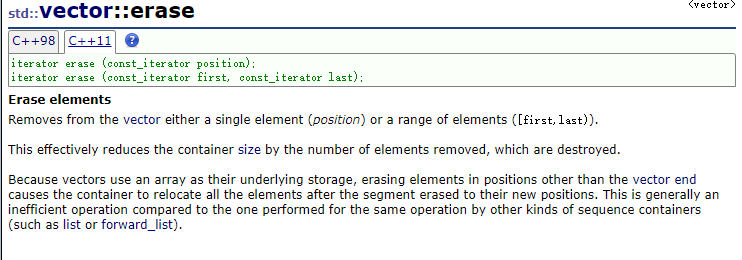 std::vector::erase
<vector>
C++98 C++11 ?
iterator erase (const_iterator position);
iterator erase (const_iterator first, const_iterator last);
Erase elements
Removes from the vector either a single element (position) or a range of elements ([first,last)).
This effectively reduces the container size by the number of elements removed, which are destroyed.
Because vectors use an array as their underlying storage, erasing elements in positions other than the vector end
causes the container to relocate all the elements after the segment erased to their new positions. This is generally an
inefficient operation compared to the one performed for the same operation by other kinds of sequence containers
(such as list or forward_list).